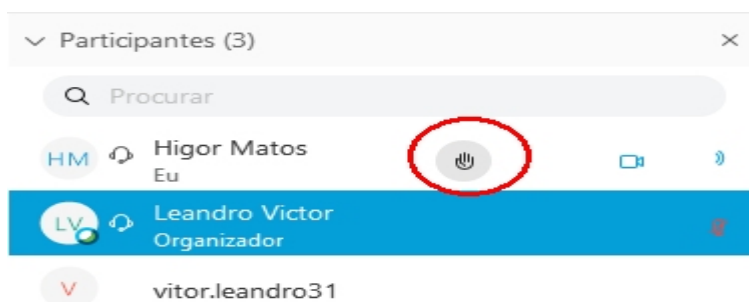 Participantes (3)
Procurar
HM Higor Matos
Eu
LV Leandro Victor
Organizador
V vitor.leandro31